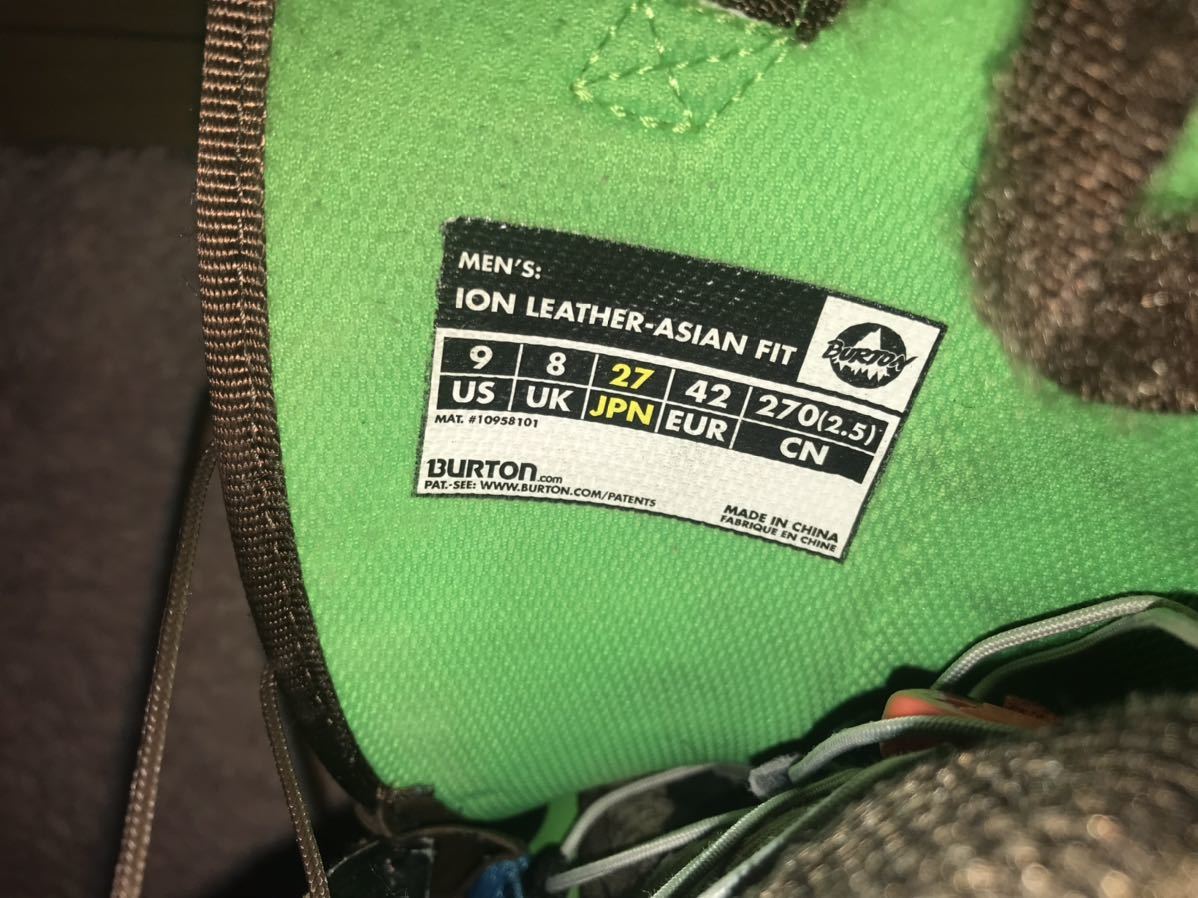 MEN'S:
ION LEATHER-ASIAN FIT
BURTON
9 8 27 42 270(2.5)
US UK JPN EUR CN
MAT. #10958101
BURTON.com
PAT.-SEE: WWW.BURTON.COM/PATENTS
MADE IN CHINA
FABRIQUE EN CHINE